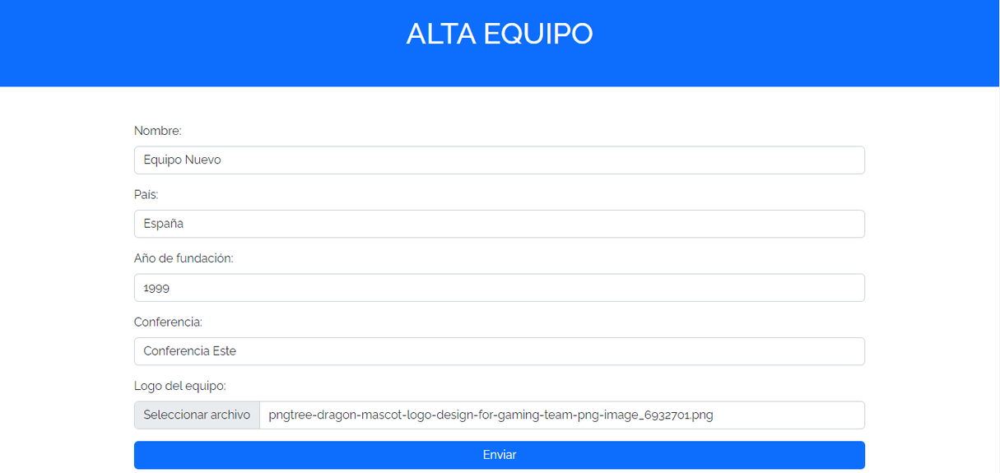 ALTA EQUIPO
Nombre:
Equipo Nuevo
País:
España
Año de fundación:
1999
Conferencia:
Conferencia Este
Logo del equipo:
Seleccionar archivo pngtree-dragon-mascot-logo-design-for-gaming-team-png-image_6932701.png
Enviar